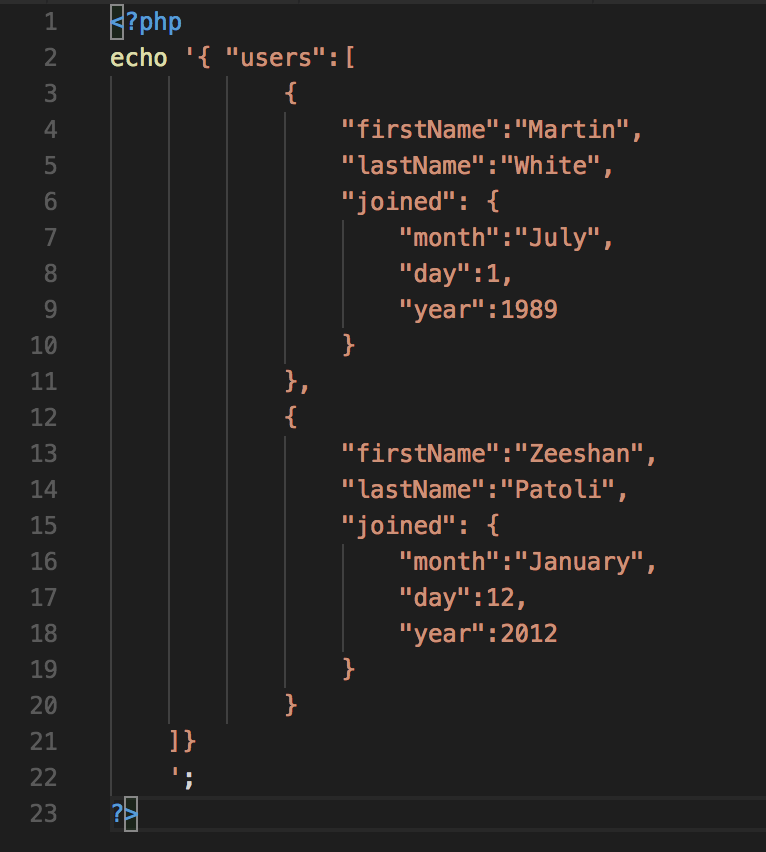 1 <?php
2 echo '{ "users":[
3             {
4                 "firstName":"Martin",
5                 "lastName":"White",
6                 "joined": {
7                     "month":"July",
8                     "day":1,
9                     "year":1989
10                 }
11             },
12             {
13                 "firstName":"Zeeshan",
14                 "lastName":"Patoli",
15                 "joined": {
16                     "month":"January",
17                     "day":12,
18                     "year":2012
19                 }
20             }
21     ]}
22     ';
23 ?>